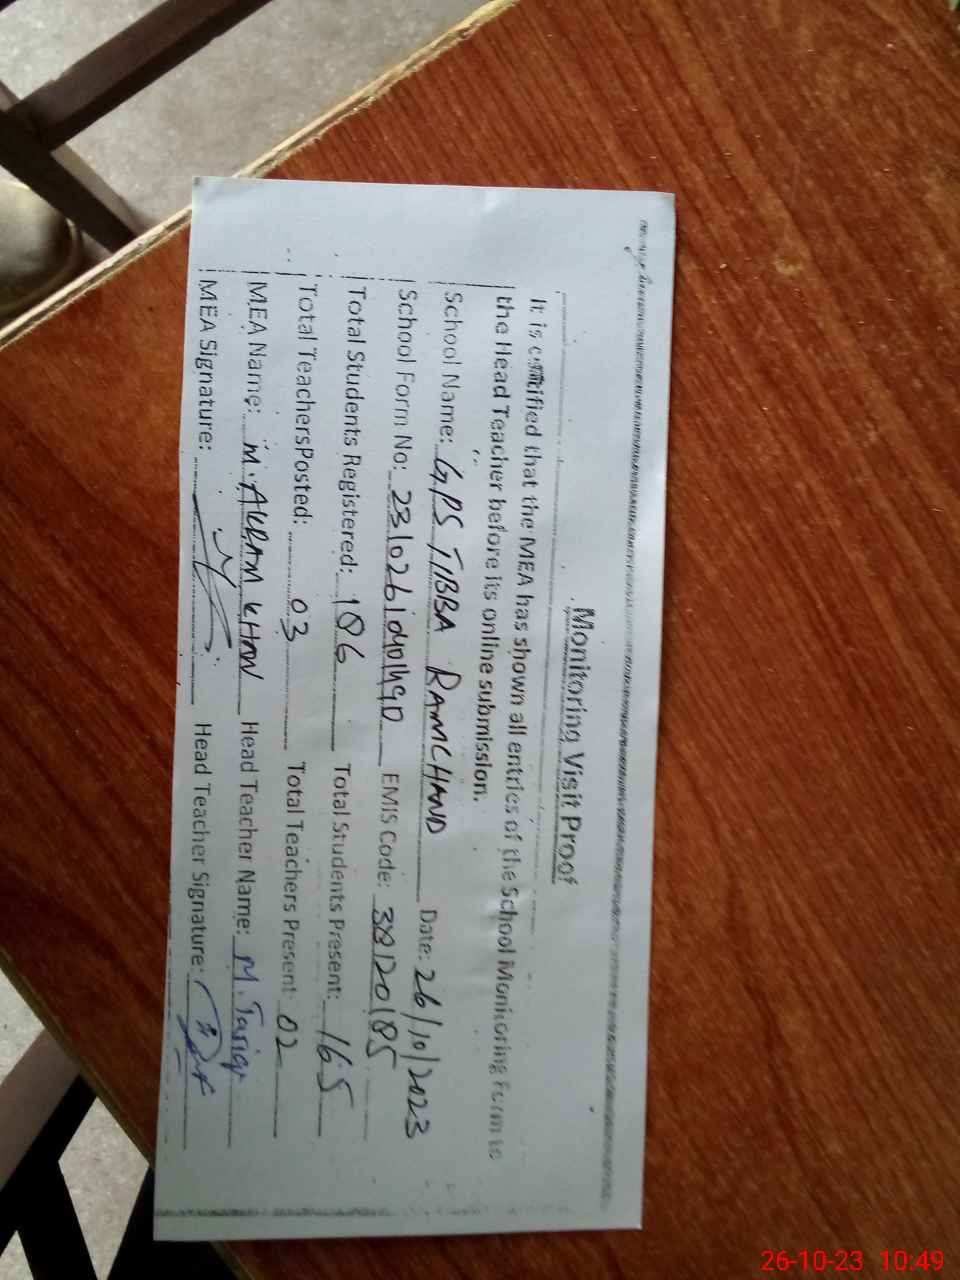 Monitoring Visit Proof
It is certified that the MEA has shown all entries of the School Monitoring Form to
the Head Teacher before its online submission.
School Name: GPS TIBBA RAMCHAND Date: 26/10/2023
School Form No: EMIS Code: 38120185
Total Students Registered: 186 Total Students Present: 165
Total TeachersPosted: 03 Total Teachers Present: 02
MEA Name: M. AKRAM KHAN Head Teacher Name: M. Tariq
MEA Signature: Head Teacher Signature:
26-10-23 10:49